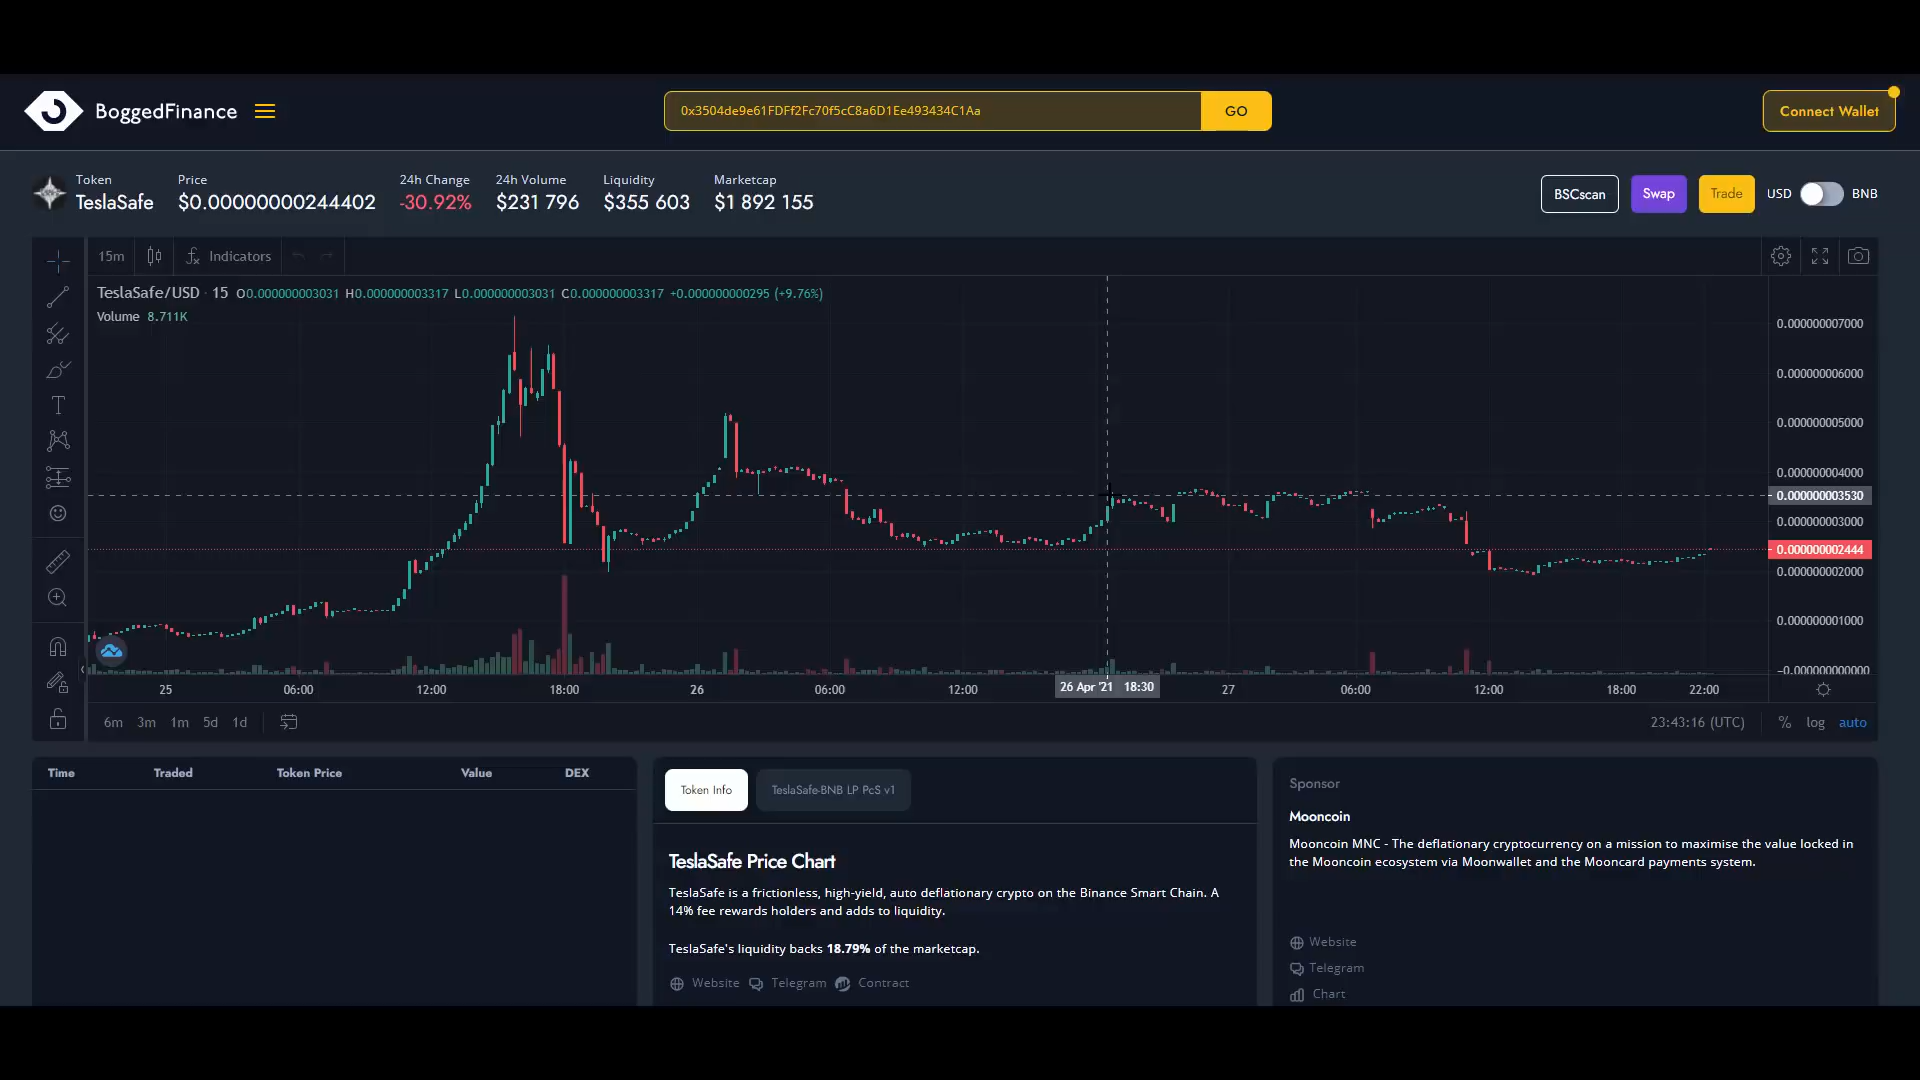 BoggedFinance
0x3504de9e61FDFf2Fc70f5cC8a6D1Ee493434C1Aa
GO
Connect Wallet
Token Price 24h Change 24h Volume Liquidity Marketcap
TeslaSafe $0.00000000244402 -30.92% $231 796 $355 603 $1 892 155
BSCscan Swap Trade USD BNB
15m Indicators
TeslaSafe/USD · 15 O0.000000003031 H0.000000003317 L0.000000003031 C0.000000003317 +0.000000000295 (+9.76%)
Volume 8.711K
0.000000007000
0.000000006000
0.000000005000
0.000000004000
0.000000003530
0.000000003000
0.000000002444
0.000000002000
0.000000001000
-0.000000000000
25 06:00 12:00 18:00 26 06:00 12:00 26 Apr '21 18:30 27 06:00 12:00 18:00 22:00
6m 3m 1m 5d 1d
23:43:16 (UTC) % log auto
Time Traded Token Price Value DEX
Token Info TeslaSafe-BNB LP PcS v1
TeslaSafe Price Chart
TeslaSafe is a frictionless, high-yield, auto deflationary crypto on the Binance Smart Chain. A
14% fee rewards holders and adds to liquidity.
TeslaSafe's liquidity backs 18.79% of the marketcap.
Website Telegram Contract
Sponsor
Mooncoin
Mooncoin MNC - The deflationary cryptocurrency on a mission to maximise the value locked in
the Mooncoin ecosystem via Moonwallet and the Mooncard payments system.
Website
Telegram
Chart